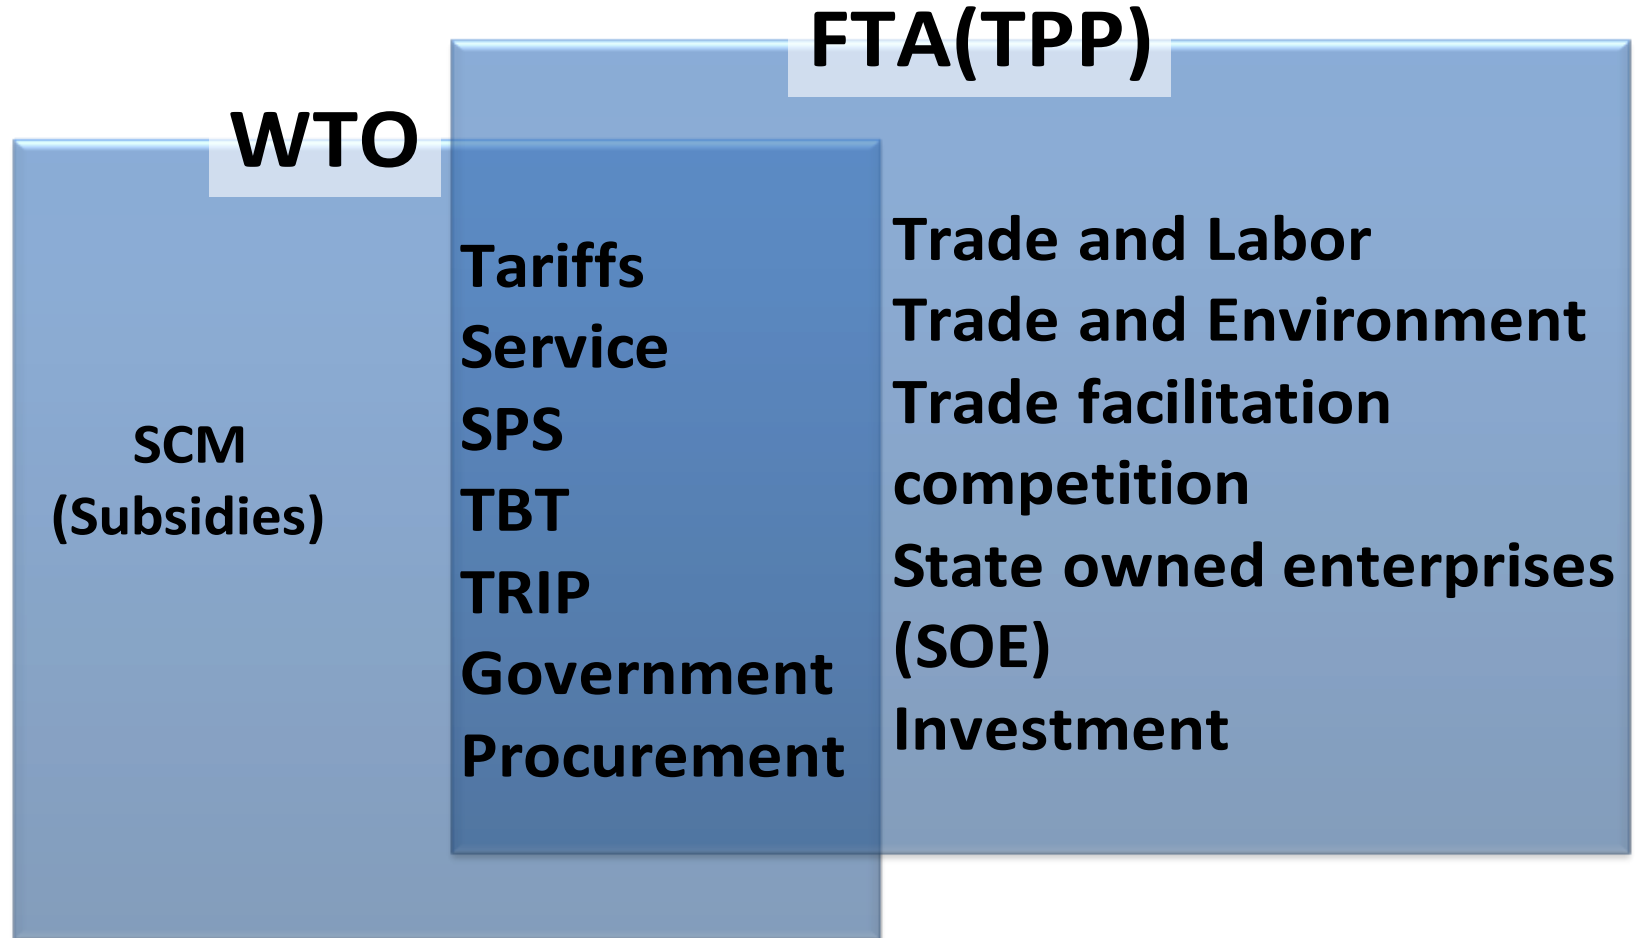 FTA(TPP)
WTO
SCM
(Subsidies)
Tariffs
Service
SPS
TBT
TRIP
Government
Procurement
Trade and Labor
Trade and Environment
Trade facilitation
competition
State owned enterprises
(SOE)
Investment